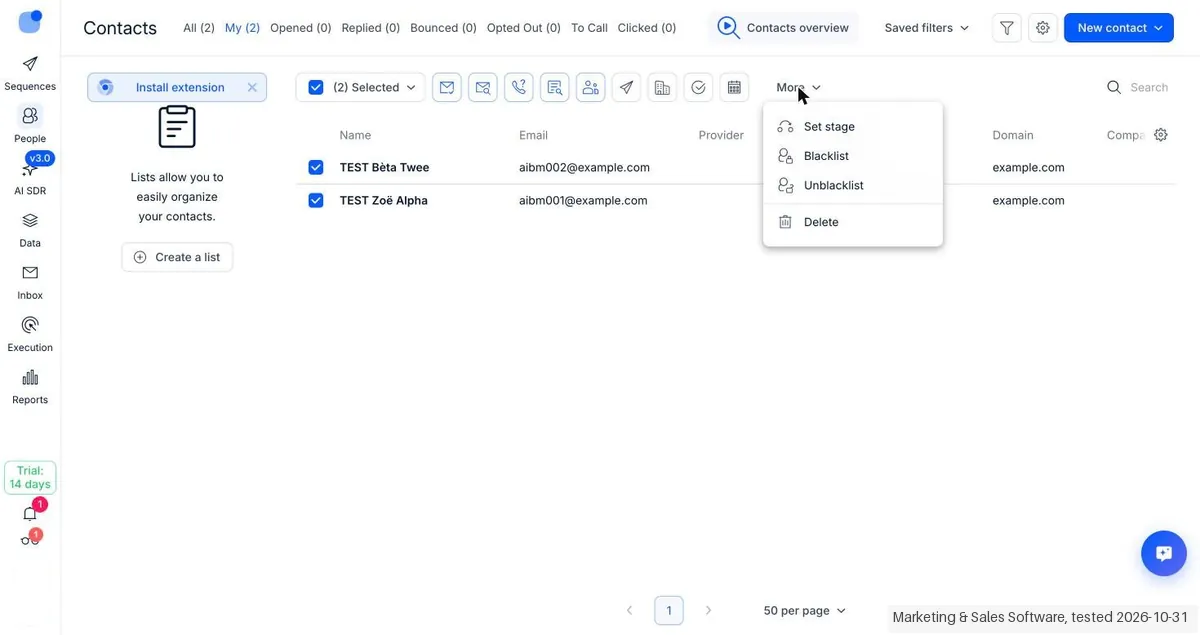 Contacts
All (2)
My (2)
Opened (0)
Replied (0)
Bounced (0)
Opted Out (0)
To Call
Clicked (0)
Contacts overview
Saved filters
New contact
Sequences
People
v3.0
AI SDR
Data
Inbox
Execution
Reports
Trial:
14 days
1
1
Install extension
Lists allow you to
easily organize
your contacts.
Create a list
(2) Selected
More
Search
Name
Email
Provider
Domain
Compa
TEST Bèta Twee
aibm002@example.com
example.com
TEST Zoë Alpha
aibm001@example.com
example.com
Set stage
Blacklist
Unblacklist
Delete
1
50 per page
Marketing & Sales Software, tested 2026-10-31